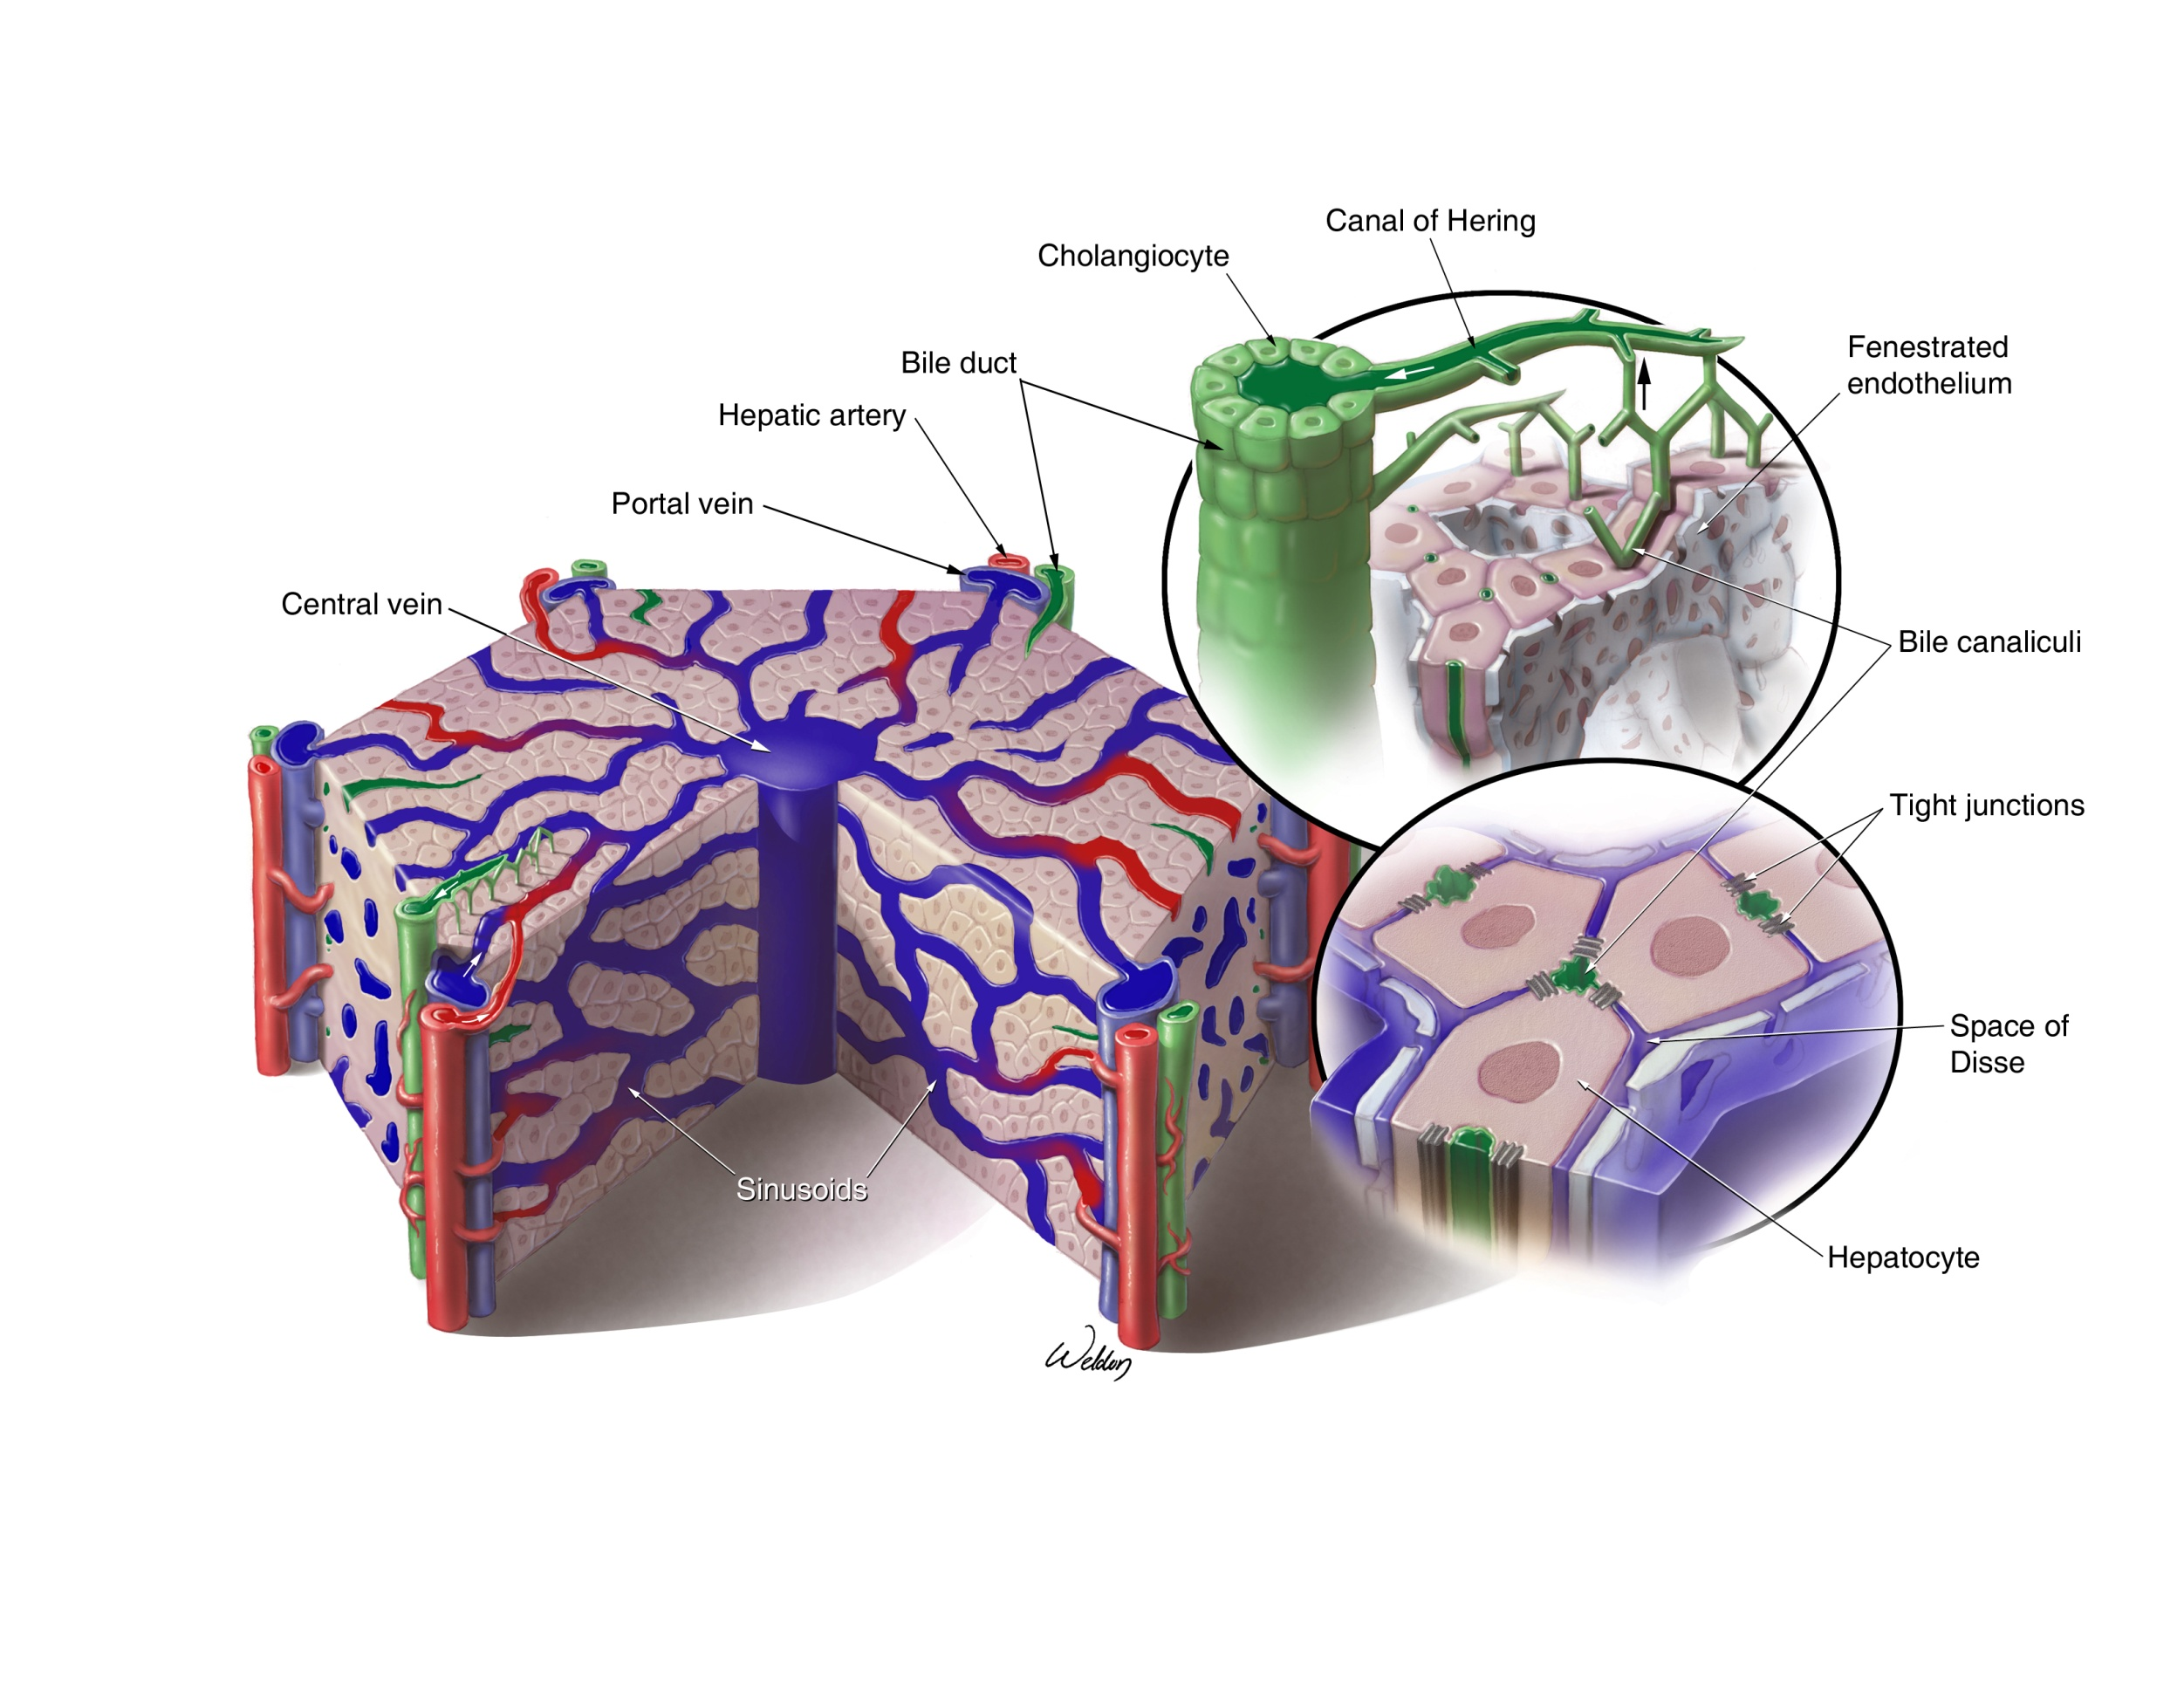 Canal of Hering
Cholangiocyte
Fenestrated
endothelium
Bile duct
Hepatic artery
Portal vein
Central vein
Bile canaliculi
Tight junctions
Space of
Disse
Sinusoids
Hepatocyte
Weldon